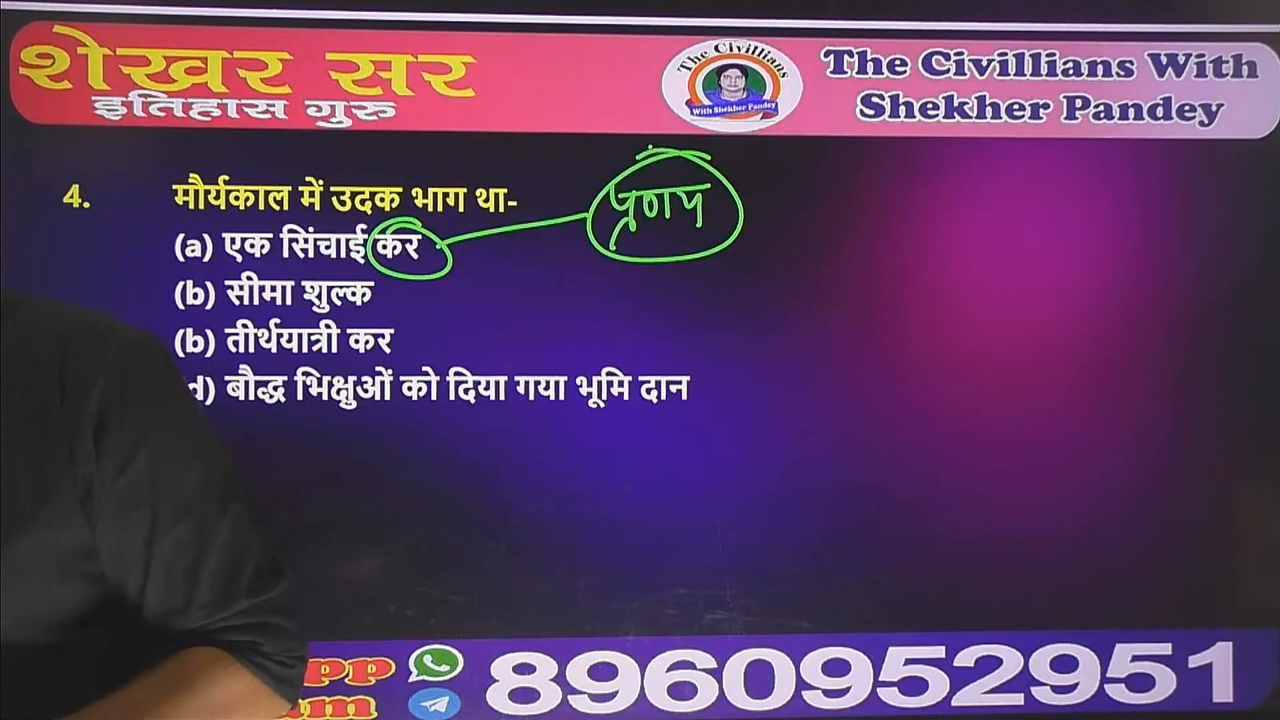 शेखर सर
इतिहास गुरु
The Civillians
With Shekher Pandey
The Civillians With
Shekher Pandey
4. मौर्यकाल में उदक भाग था-
प्रणय
(a) एक सिंचाई कर
(b) सीमा शुल्क
(b) तीर्थयात्री कर
d) बौद्ध भिक्षुओं को दिया गया भूमि दान
8960952951